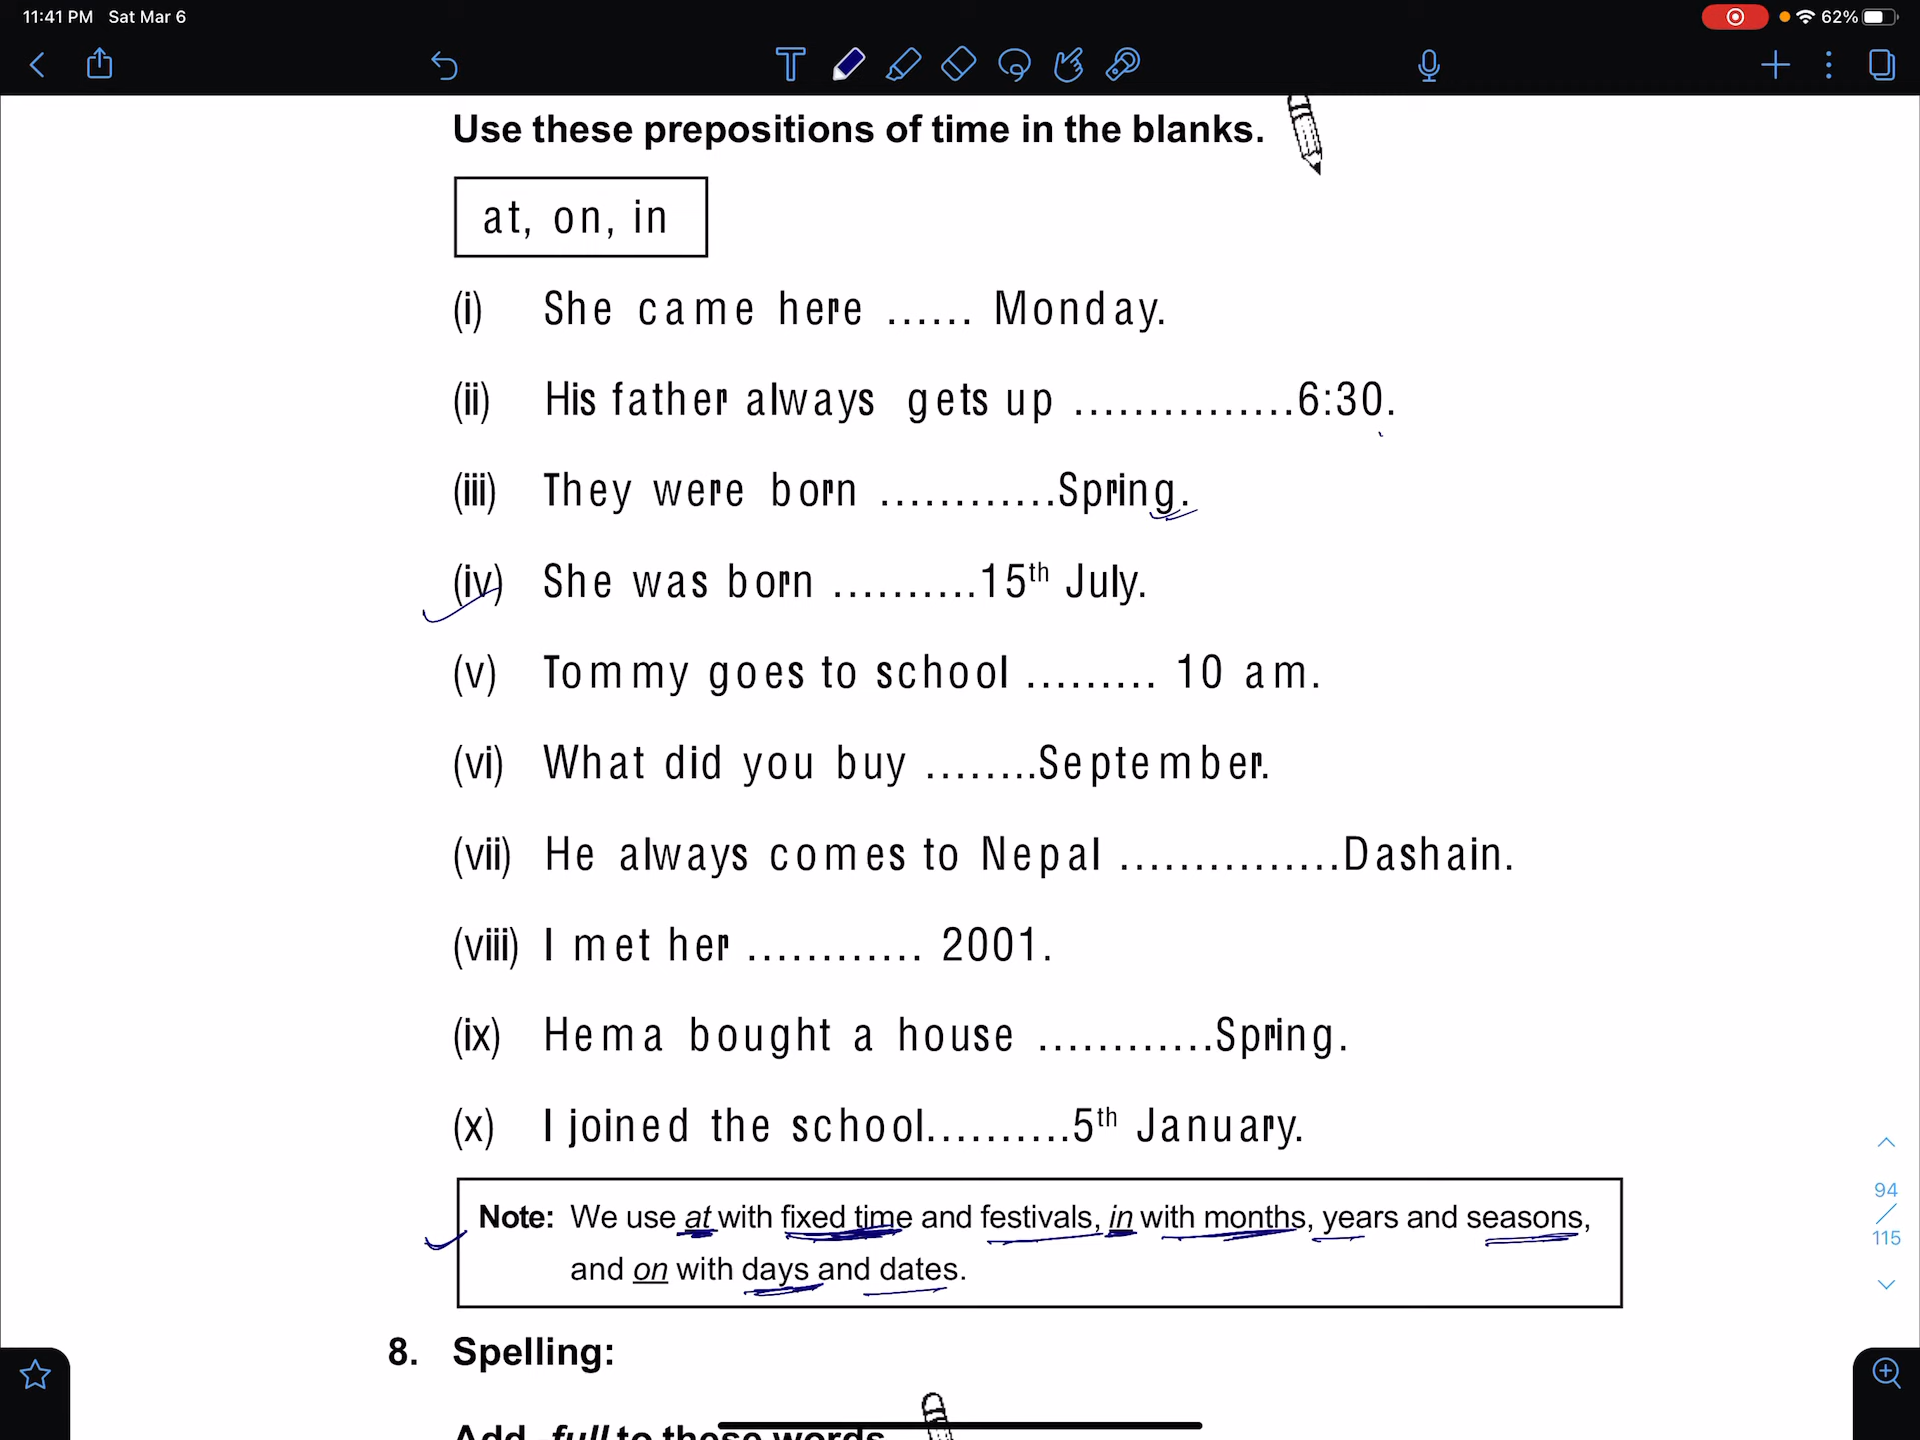 11:41 PM Sat Mar 6 62%
Use these prepositions of time in the blanks.
at, on, in
(i) She came here ...... Monday.
(ii) His father always gets up ...............6:30.
(iii) They were born ............Spring.
(iv) She was born ..........15th July.
(v) Tommy goes to school ......... 10 am.
(vi) What did you buy ........September.
(vii) He always comes to Nepal ...............Dashain.
(viii) I met her ............ 2001.
(ix) Hema bought a house ............Spring.
(x) I joined the school..........5th January.
Note: We use at with fixed time and festivals, in with months, years and seasons,
and on with days and dates.
94
/
115
8. Spelling:
Add -full to these words